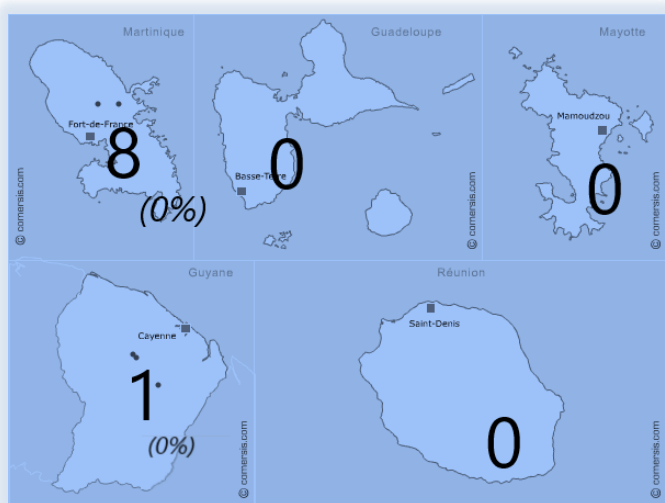 Martinique
Fort-de-France
8
(0%)
© comersis.com
Guadeloupe
Basse-Terre
0
© comersis.com
Mayotte
Mamoudzou
0
© comersis.com
Guyane
Cayenne
1
(0%)
© comersis.com
Réunion
Saint-Denis
0
© comersis.com